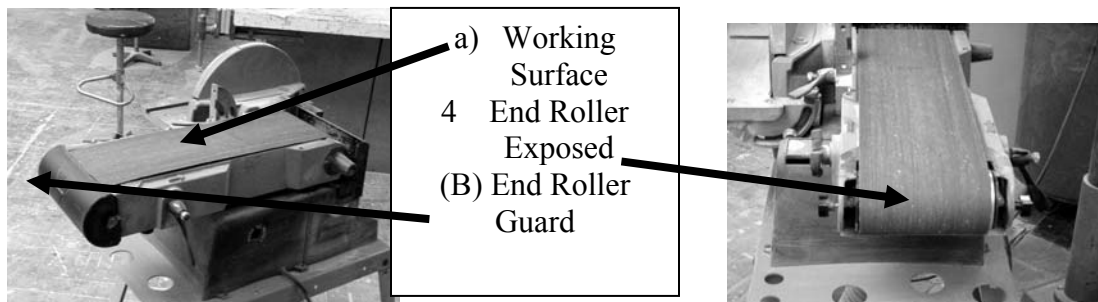 a) Working
Surface
4 End Roller
Exposed
(B) End Roller
Guard